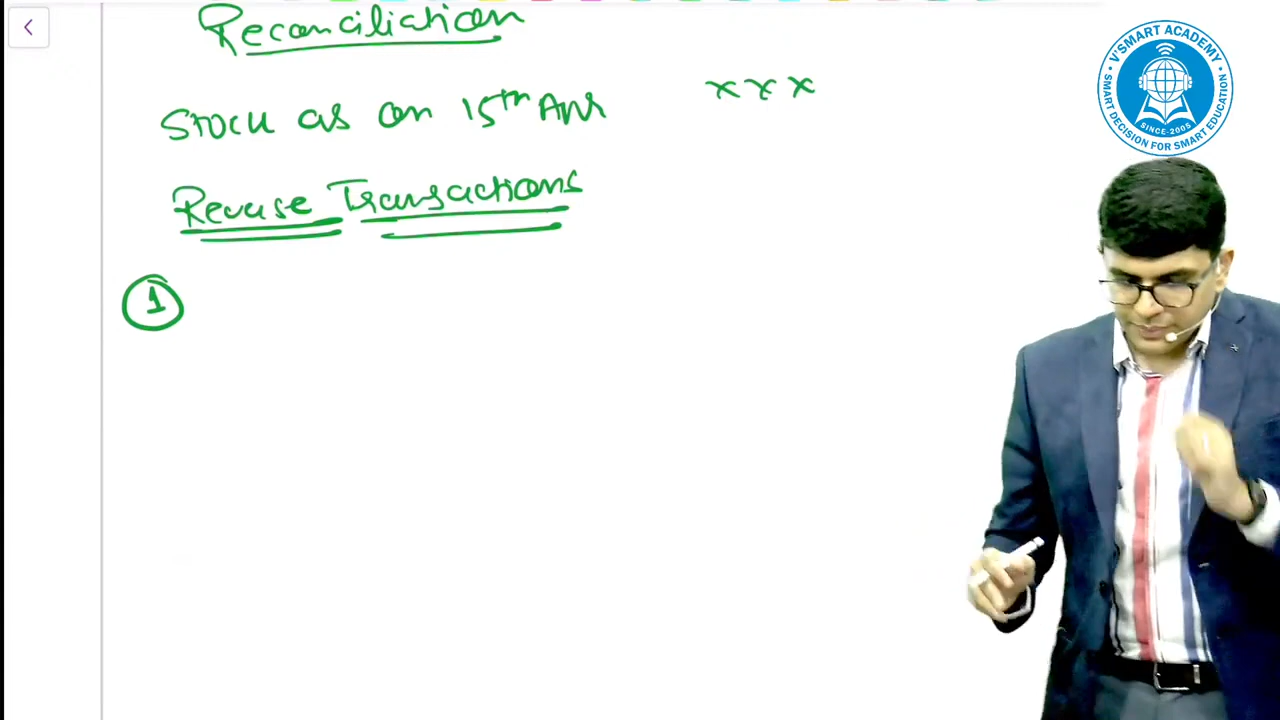 Reconciliation
Stock as on 15th Apr xxx
Reverse Transactions
1
V'SMART ACADEMY
SMART DECISION FOR SMART EDUCATION
SINCE-2005